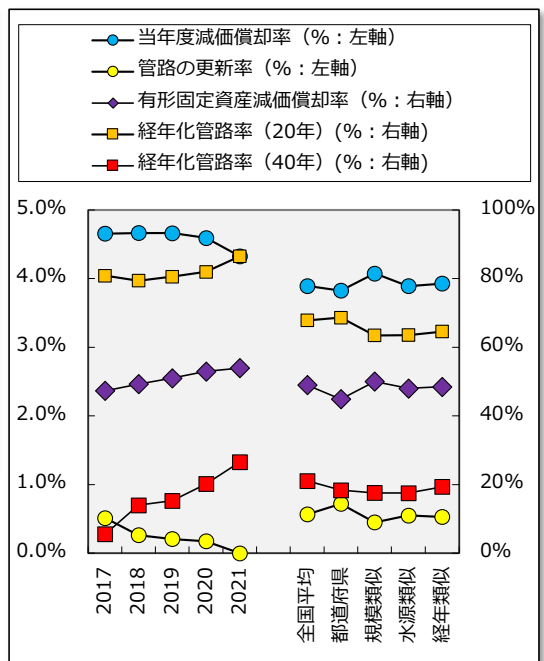 当年度減価償却率（%：左軸）
管路の更新率（%：左軸）
有形固定資産減価償却率（%：右軸）
経年化管路率（20年）(%：右軸)
経年化管路率（40年）(%：右軸)
5.0% 100%
4.0% 80%
3.0% 60%
2.0% 40%
1.0% 20%
0.0% 0%
2017
2018
2019
2020
2021
全国平均
都道府県
規模類似
水源類似
経年類似